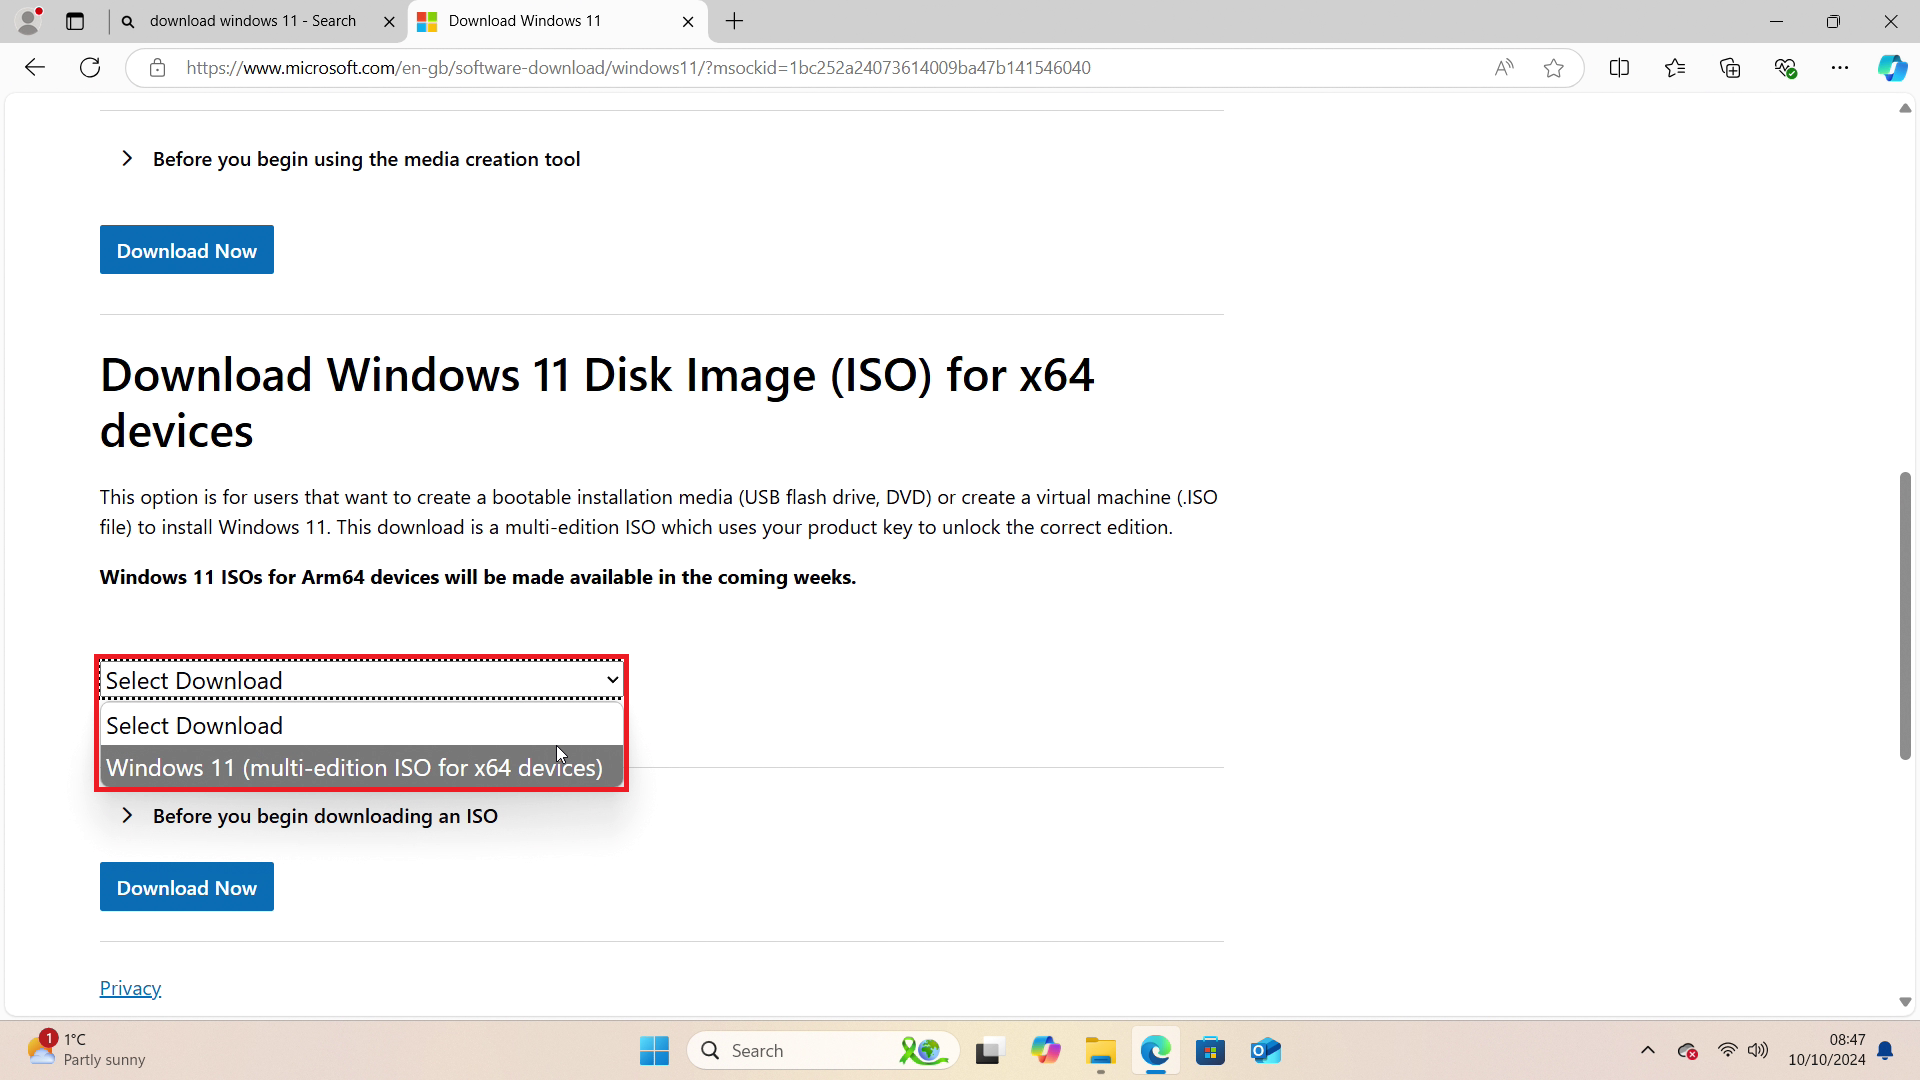 download windows 11 - Search
Download Windows 11
https://www.microsoft.com/en-gb/software-download/windows11/?msockid=1bc252a24073614009ba47b141546040
Before you begin using the media creation tool
Download Now
Download Windows 11 Disk Image (ISO) for x64
devices
This option is for users that want to create a bootable installation media (USB flash drive, DVD) or create a virtual machine (.ISO
file) to install Windows 11. This download is a multi-edition ISO which uses your product key to unlock the correct edition.
Windows 11 ISOs for Arm64 devices will be made available in the coming weeks.
Select Download
Select Download
Windows 11 (multi-edition ISO for x64 devices)
Before you begin downloading an ISO
Download Now
Privacy
1
1°C
Partly sunny
Search
08:47
10/10/2024